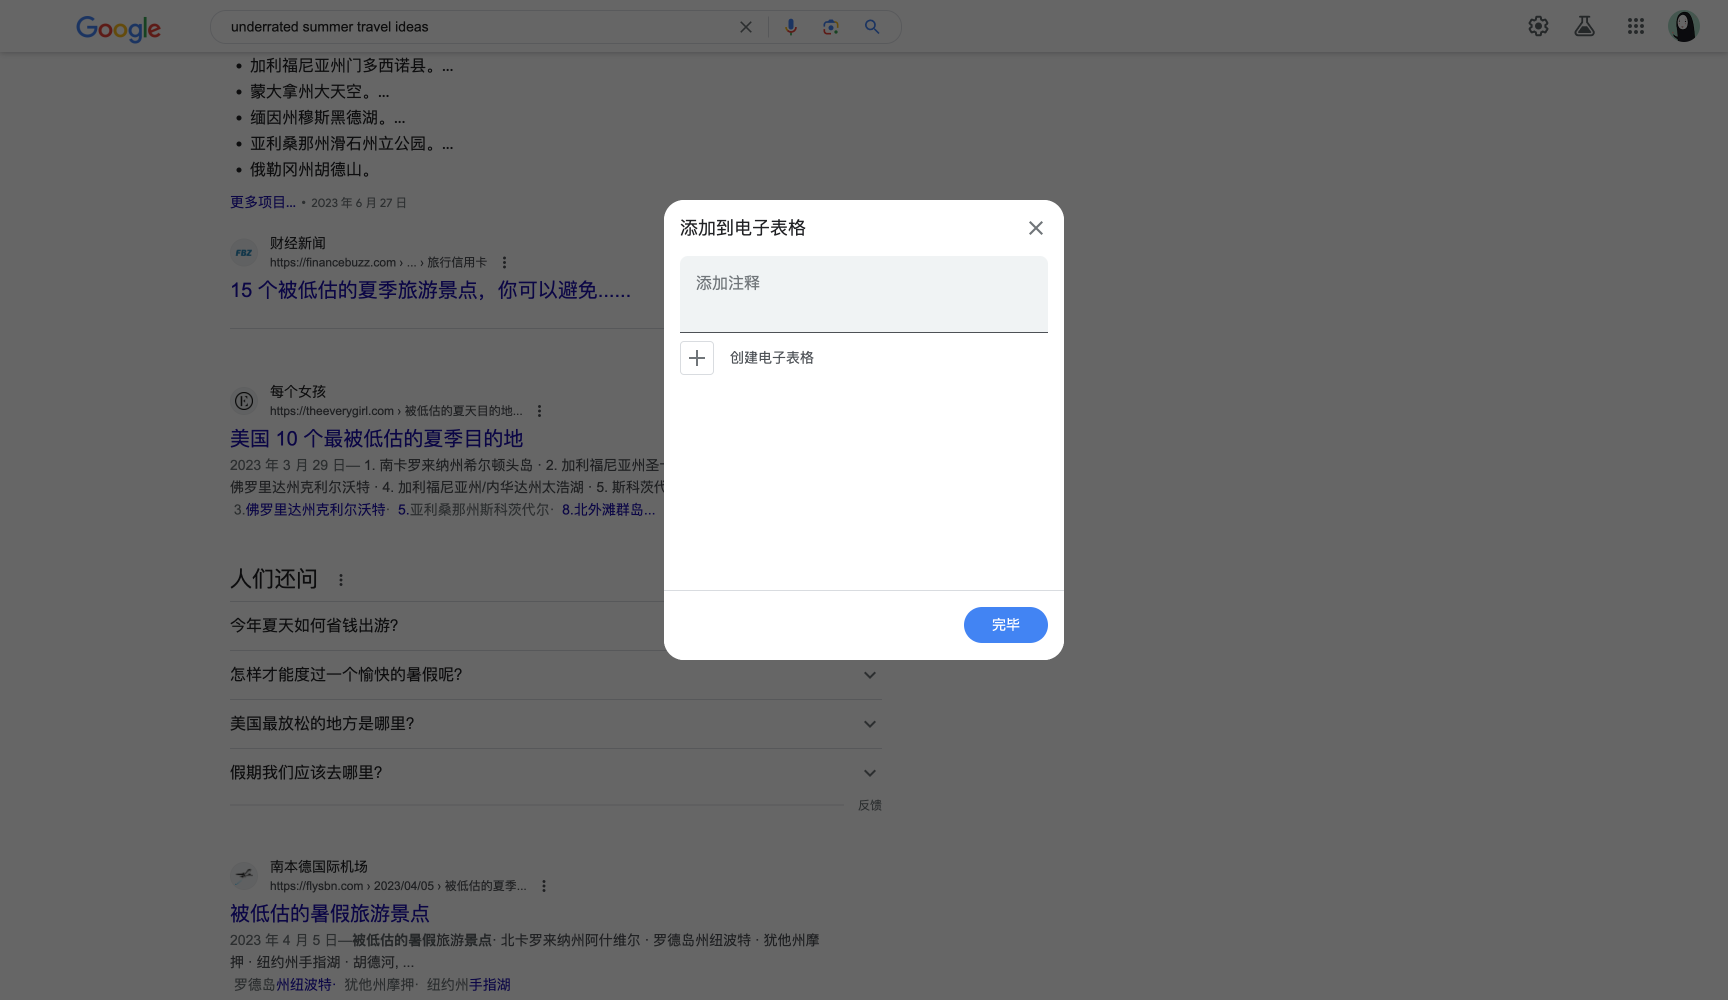 Google
underrated summer travel ideas
加利福尼亚州门多西诺县。...
蒙大拿州大天空。...
缅因州穆斯黑德湖。...
亚利桑那州滑石州立公园。...
俄勒冈州胡德山。
更多项目... • 2023 年 6 月 27 日
FBZ
财经新闻
https://financebuzz.com › ... › 旅行信用卡
15 个被低估的夏季旅游景点，你可以避免......
每个女孩
https://theeverygirl.com › 被低估的夏天目的地...
美国 10 个最被低估的夏季目的地
2023 年 3 月 29 日— 1. 南卡罗来纳州希尔顿头岛 · 2. 加利福尼亚州圣
佛罗里达州克利尔沃特 · 4. 加利福尼亚州/内华达州太浩湖 · 5. 斯科茨代
3.佛罗里达州克利尔沃特· 5.亚利桑那州斯科茨代尔· 8.北外滩群岛...
人们还问
今年夏天如何省钱出游?
怎样才能度过一个愉快的暑假呢?
美国最放松的地方是哪里?
假期我们应该去哪里?
反馈
南本德国际机场
https://flysbn.com › 2023/04/05 › 被低估的夏季...
被低估的暑假旅游景点
2023 年 4 月 5 日—被低估的暑假旅游景点· 北卡罗来纳州阿什维尔 · 罗德岛州纽波特 · 犹他州摩
押 · 纽约州手指湖 · 胡德河, ...
罗德岛州纽波特· 犹他州摩押· 纽约州手指湖
添加到电子表格
添加注释
创建电子表格
完毕